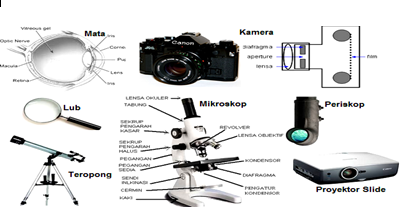 Mata
Vitreous gel
Iris
Optic Nerve
Cornea
Pupil
Macula
Lens
Iris
Retina
Canon
Kamera
diafragma
aperture
lensa
film
Lub
LENSA OKULER
TABUNG
Mikroskop
SEKRUP
PENGARAH
KASAR
REVOLVER
LENSA OBJEKTIF
SEKRUP
PENGARAH
HALUS
PEGANGAN
PEGANGAN
SEDIA
SENDI
INLKINASI
CERMIN
KAKI
KONDENSOR
DIAFRAGMA
PENGATUR
KONDENSOR
Periskop
Teropong
Proyektor Slide